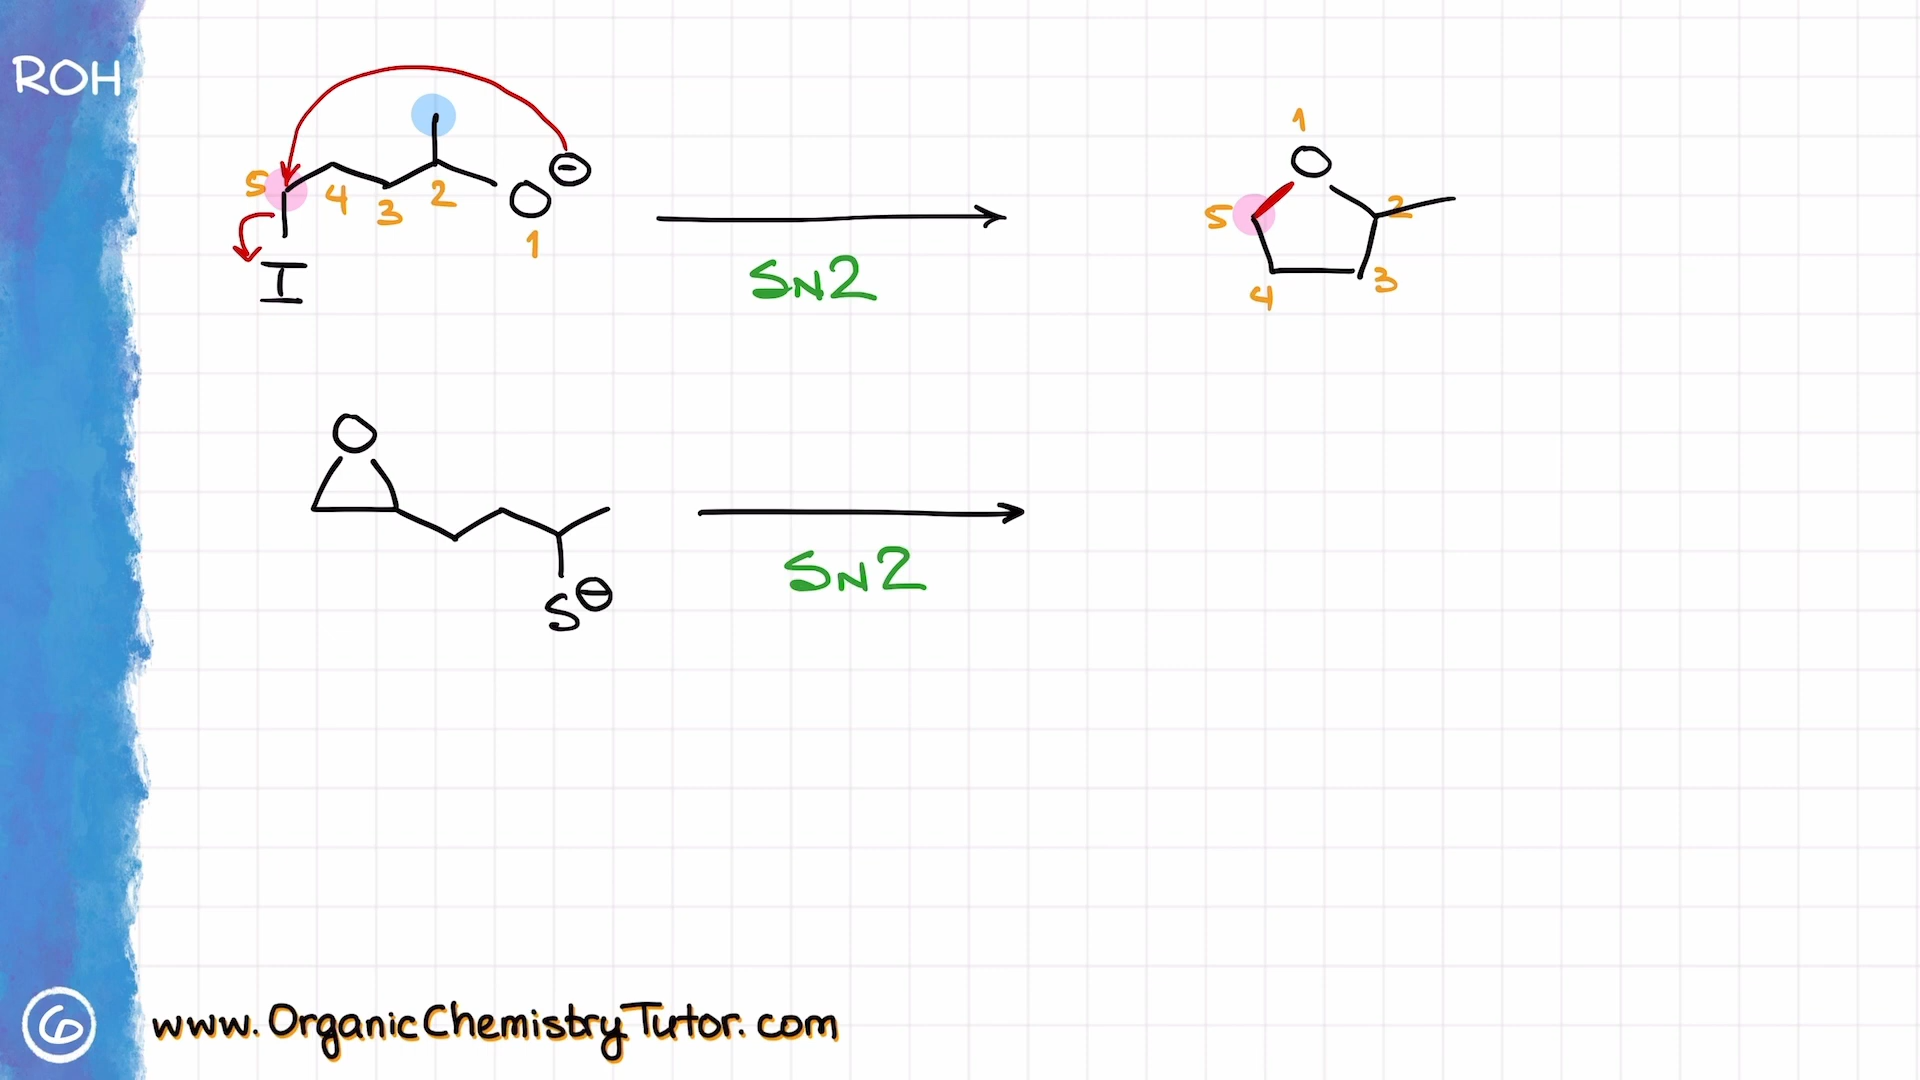 ROH
5 4 3 2 O ⊖
1
I
SN2
1
O
5 2
4 3
O
S ⊖
SN2
www.OrganicChemistryTutor.com